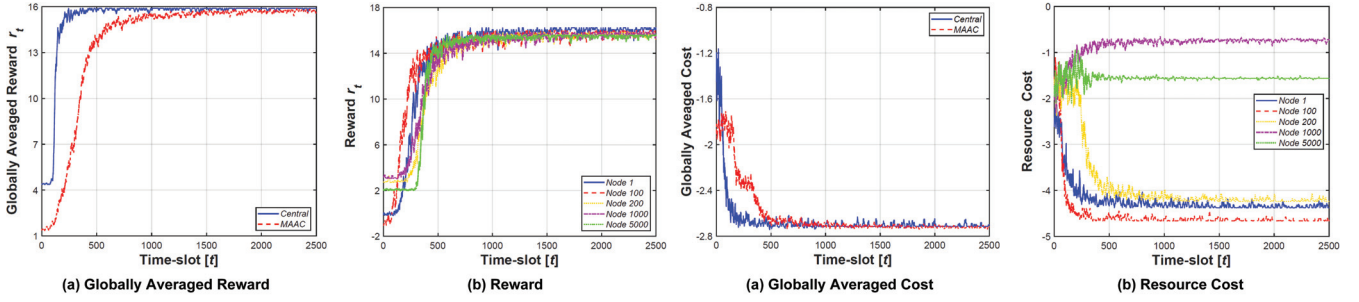 Globally Aveaged Reward r_t
16
13
10
7
4
1
0
500
1000
1500
2000
2500
Central
MAAC
Time-slot [t]
(a) Globally Averaged Reward
Reward r_t
18
14
10
6
2
-2
0
500
1000
1500
2000
2500
Node 1
Node 100
Node 200
Node 1000
Node 5000
Time-slot [t]
(b) Reward
Globally Averaged Cost
-0.8
-1.2
-1.6
-2
-2.4
-2.8
0
500
1000
1500
2000
2500
Central
MAAC
Time-slot [t]
(a) Globally Averaged Cost
Resource Cost
0
-1
-2
-3
-4
-5
0
500
1000
1500
2000
2500
Node 1
Node 100
Node 200
Node 1000
Node 5000
Time-slot [t]
(b) Resource Cost